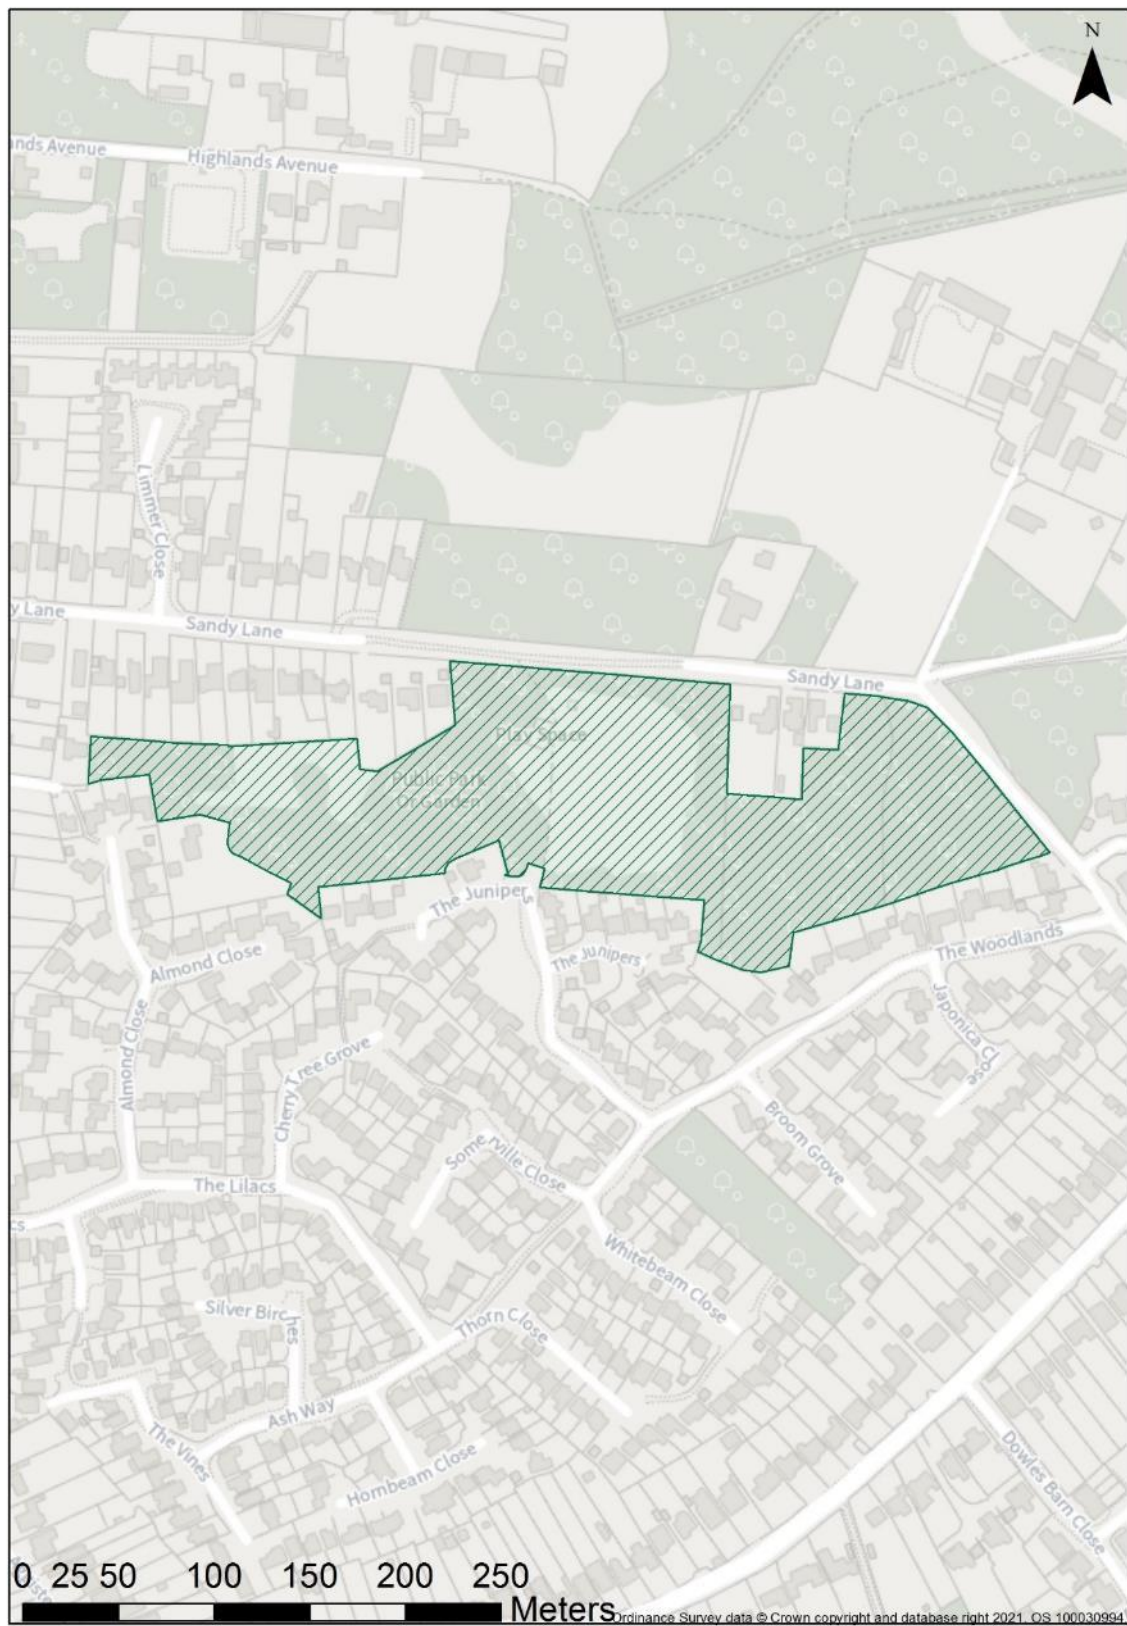 N
ands Avenue
Highlands Avenue
Limmer Close
y Lane
Sandy Lane
Sandy Lane
Play Space
Public Park
Or Garden
The Junipers
The Junipers
The Woodlands
Almond Close
Almond Close
Japonica Close
Cherry Tree Grove
Broom Grove
Somerville Close
The Lilacs
cs
Whitebeam Close
Silver Birches
Thorn Close
Ash Way
The Vines
Hornbeam Close
Dowles Barn Close
0 25 50 100 150 200 250
Meters
Ordinance Survey data © Crown copyright and database right 2021. OS 100030994